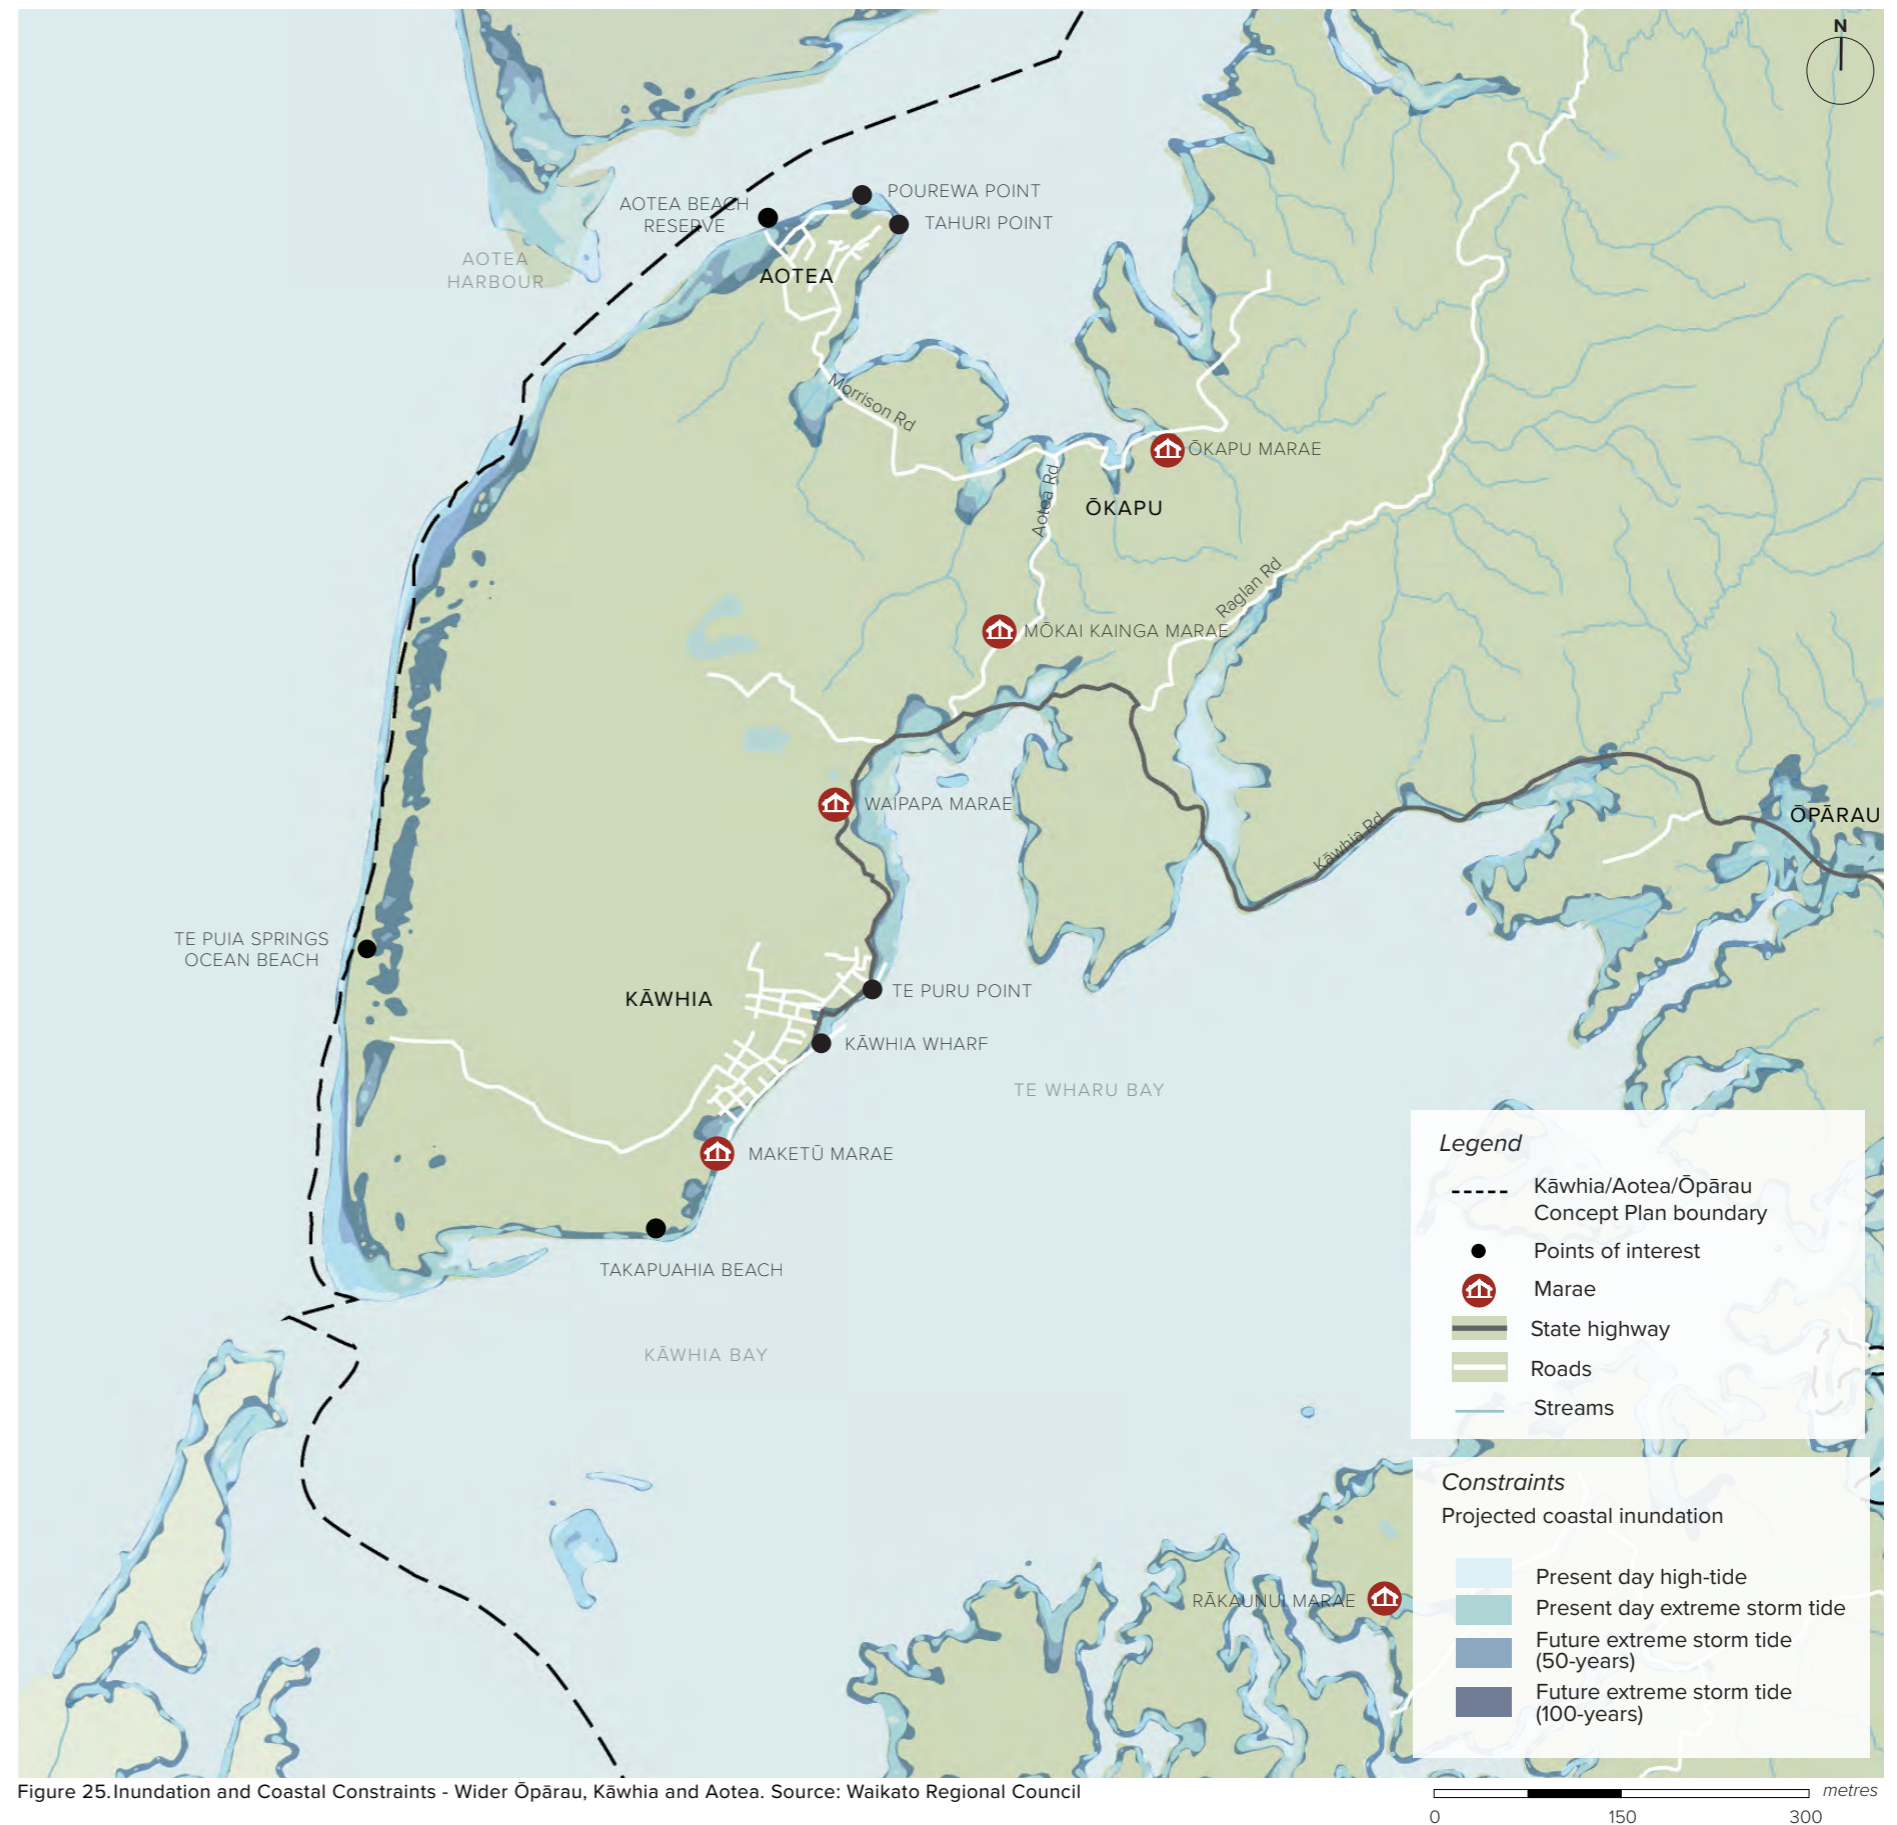 N
POUREWA POINT
AOTEA BEACH
RESERVE
TAHURI POINT
AOTEA
HARBOUR
AOTEA
Morrison Rd
ŌKAPU MARAE
Aotea Rd
ŌKAPU
Raglan Rd
MŌKAI KAINGA MARAE
WAIPAPA MARAE
ŌPĀRAU
Kāwhia Rd
TE PUIA SPRINGS
OCEAN BEACH
KĀWHIA
TE PURU POINT
KĀWHIA WHARF
TE WHARU BAY
MAKETŪ MARAE
TAKAPUAHIA BEACH
KĀWHIA BAY
RĀKAUNUI MARAE
Legend
Kāwhia/Aotea/Ōpārau
Concept Plan boundary
Points of interest
Marae
State highway
Roads
Streams
Constraints
Projected coastal inundation
Present day high-tide
Present day extreme storm tide
Future extreme storm tide
(50-years)
Future extreme storm tide
(100-years)
Figure 25. Inundation and Coastal Constraints - Wider Ōpārau, Kāwhia and Aotea. Source: Waikato Regional Council
metres
0 150 300